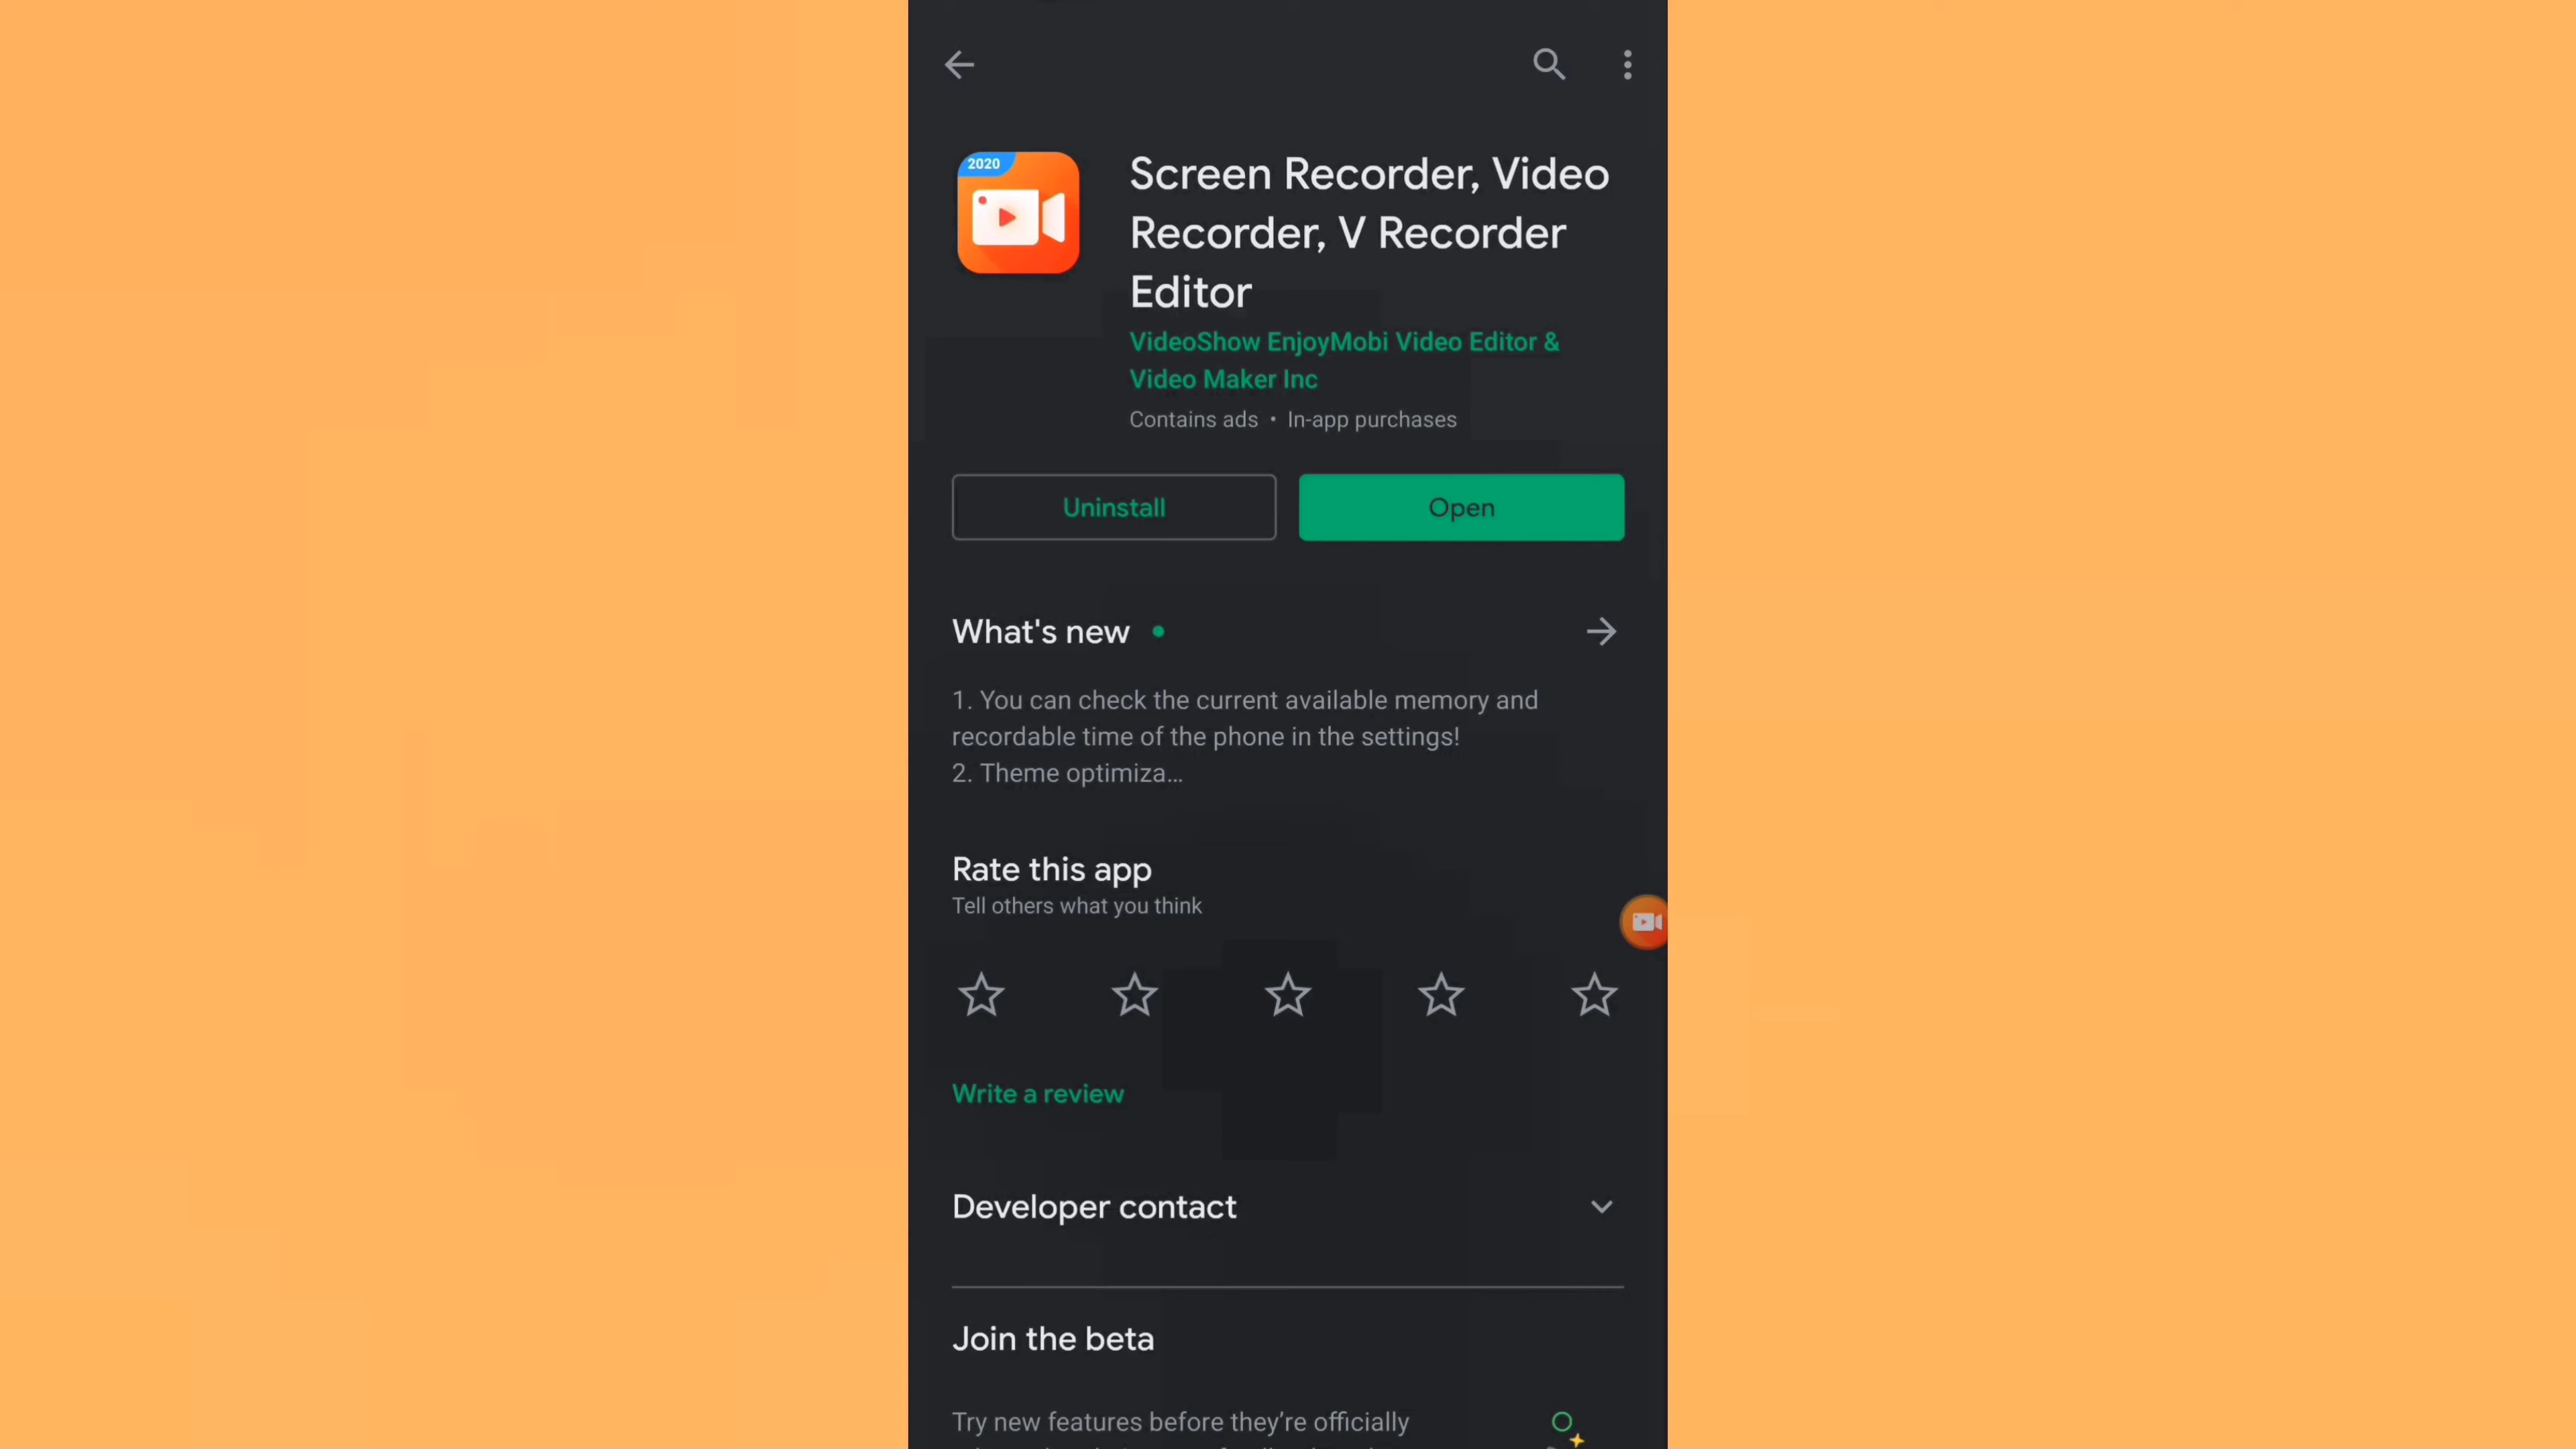 2020
Screen Recorder, Video
Recorder, V Recorder
Editor
VideoShow EnjoyMobi Video Editor &
Video Maker Inc
Contains ads • In-app purchases
Uninstall
Open
What's new
1. You can check the current available memory and
recordable time of the phone in the settings!
2. Theme optimiza...
Rate this app
Tell others what you think
Write a review
Developer contact
Join the beta
Try new features before they're officially